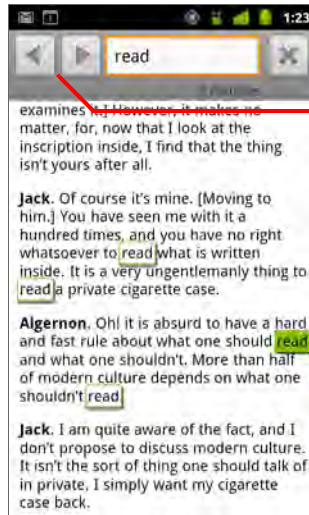 1:23
read
examines it.] However, it makes no
matter, for, now that I look at the
inscription inside, I find that the thing
isn't yours after all.
Jack. Of course it's mine. [Moving to
him.] You have seen me with it a
hundred times, and you have no right
whatsoever to read what is written
inside. It is a very ungentlemanly thing to
read a private cigarette case.
Algernon. Oh! it is absurd to have a hard
and fast rule about what one should read
and what one shouldn't. More than half
of modern culture depends on what one
shouldn't read.
Jack. I am quite aware of the fact, and I
don't propose to discuss modern culture.
It isn't the sort of thing one should talk of
in private. I simply want my cigarette
case back.